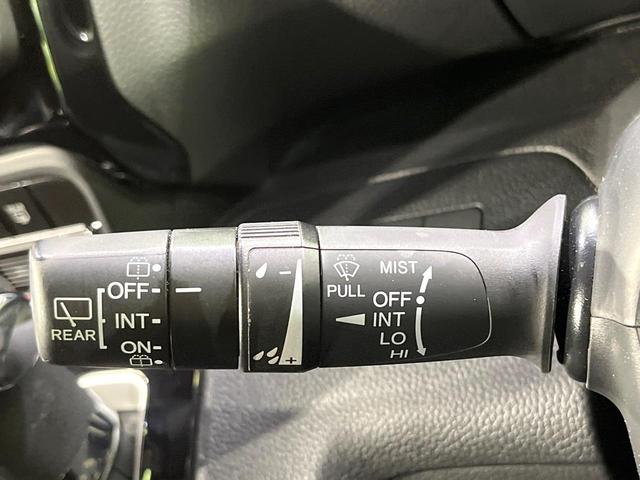 REAR
OFF
INT
ON
-
+
PULL
MIST
OFF
INT
LO
HI